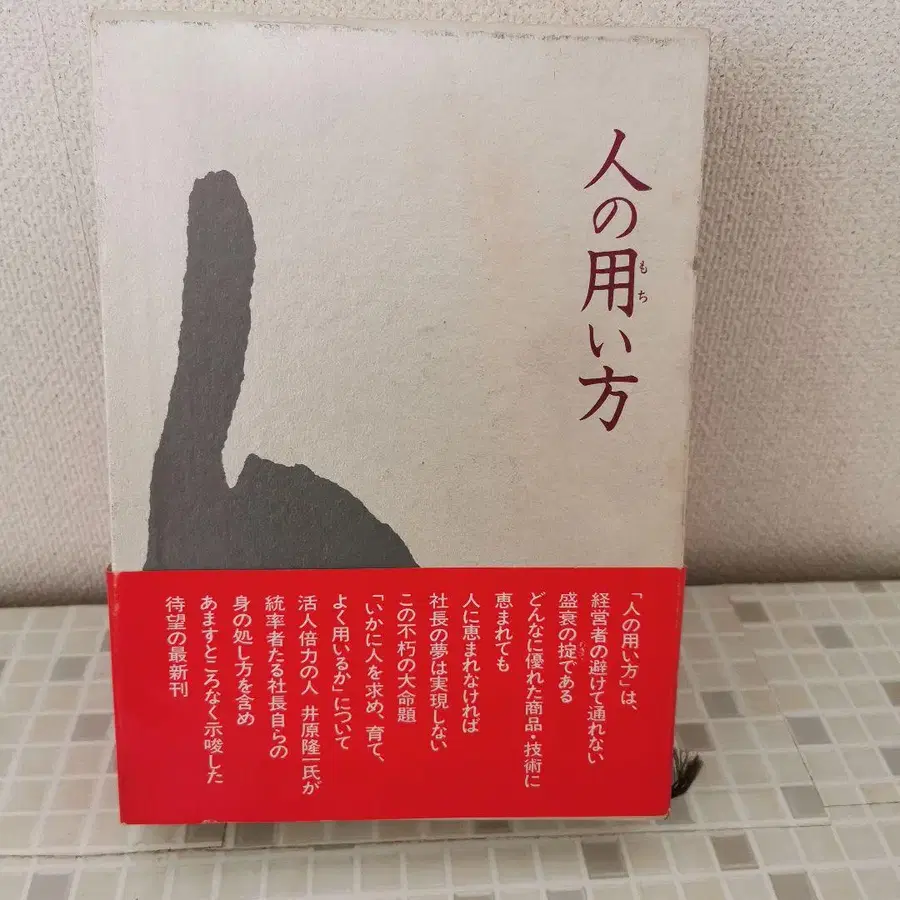 人の用い方
もち
「人の用い方」は、
経営者の避けて通れない
盛衰の掟である
おきて
どんなに優れた商品・技術に
恵まれても
人に恵まれなければ
社長の夢は実現しない
この不朽の大命題
「いかに人を求め、育て、
よく用いるか」について
活人倍力の人 井原隆一氏が
統率者たる社長自らの
身の処し方を含め
あますところなく示唆した
待望の最新刊